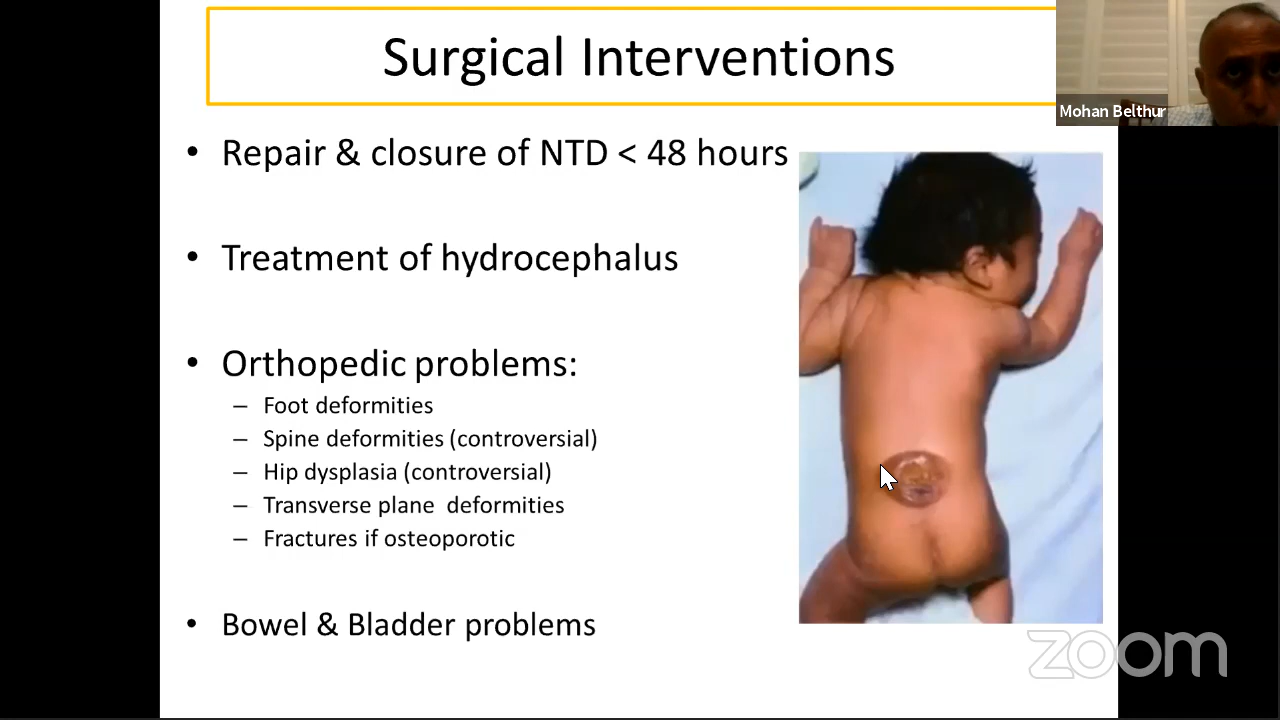 Surgical Interventions
Mohan Belthur
• Repair & closure of NTD < 48 hours
• Treatment of hydrocephalus
• Orthopedic problems:
– Foot deformities
– Spine deformities (controversial)
– Hip dysplasia (controversial)
– Transverse plane  deformities
– Fractures if osteoporotic
• Bowel & Bladder problems
zoom